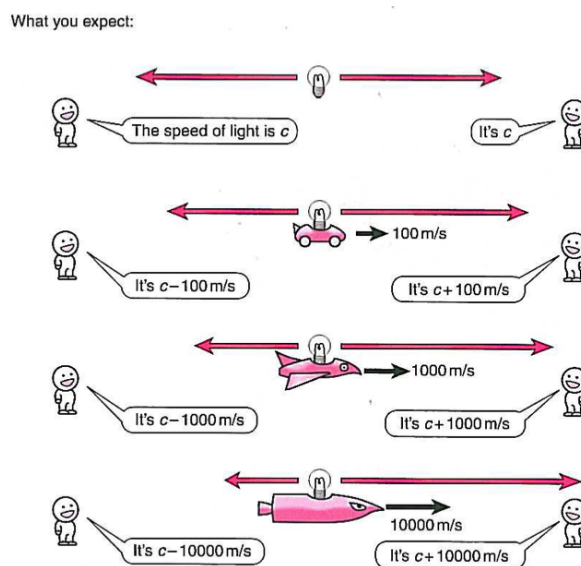 What you expect:
The speed of light is c
It's c
100 m/s
It's c−100 m/s
It's c+100 m/s
1000 m/s
It's c−1000 m/s
It's c+1000 m/s
10000 m/s
It's c−10000 m/s
It's c+10000 m/s